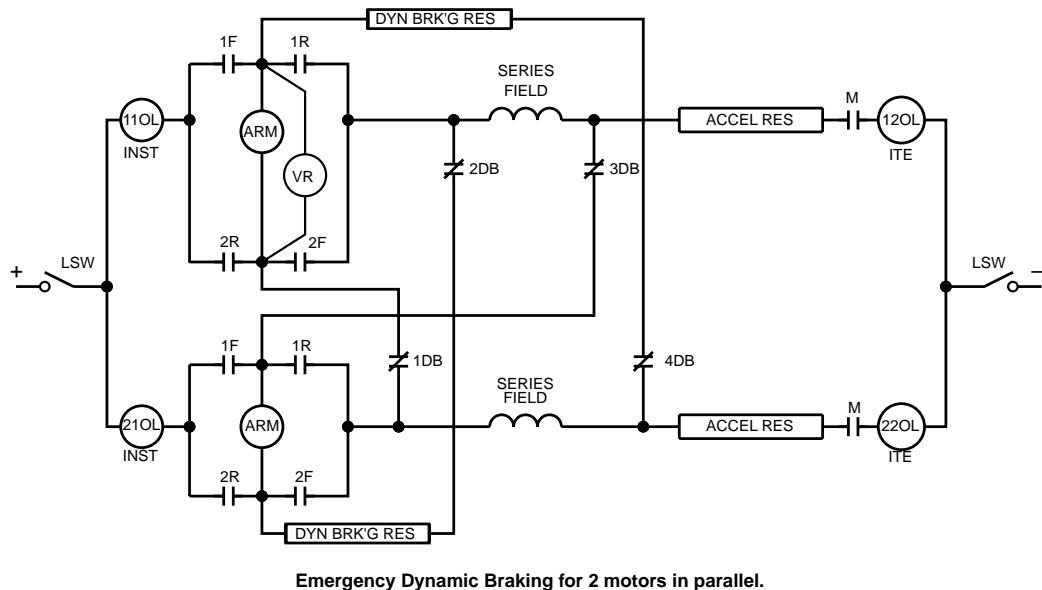 DYN BRK'G RES
1F
1R
SERIES
FIELD
M
11OL
ARM
ACCEL RES
12OL
INST
ITE
VR
2DB
3DB
2R
2F
LSW
LSW
+
–
1F
1R
1DB
4DB
SERIES
FIELD
M
21OL
ARM
ACCEL RES
22OL
INST
ITE
2R
2F
DYN BRK'G RES
Emergency Dynamic Braking for 2 motors in parallel.